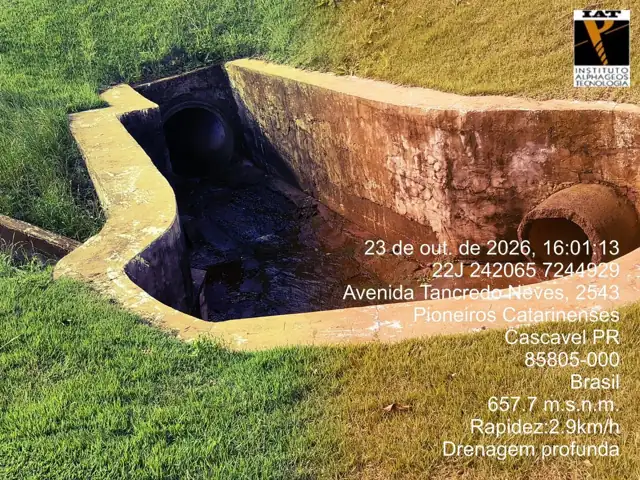 IAT
INSTITUTO
ALPHAGEOS
TECNOLOGIA
23 de out. de 2026, 16:01:13
22J 242065 7244929
Avenida Tancredo Neves, 2543
Pioneiros Catarinenses
Cascavel PR
85805-000
Brasil
657.7 m.s.n.m.
Rapidez:2.9km/h
Drenagem profunda